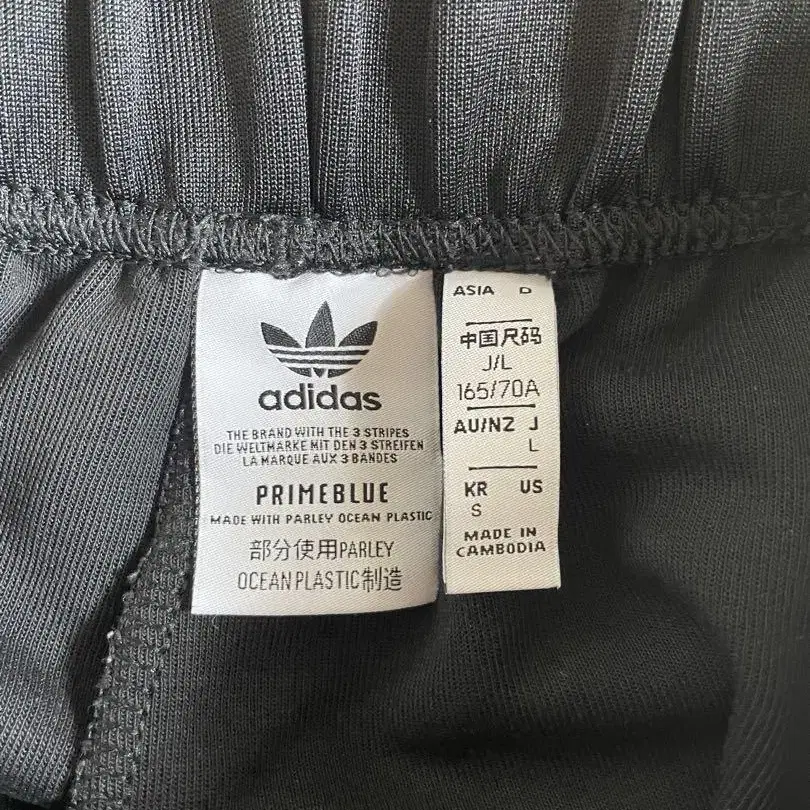 adidas
THE BRAND WITH THE 3 STRIPES
DIE WELTMARKE MIT DEN 3 STREIFEN
LA MARQUE AUX 3 BANDES
PRIMEBLUE
MADE WITH PARLEY OCEAN PLASTIC
部分使用PARLEY
OCEAN PLASTIC制造
ASIA D
中国尺码
J/L
165/70A
AU/NZ J
L
KR US
S
MADE IN
CAMBODIA